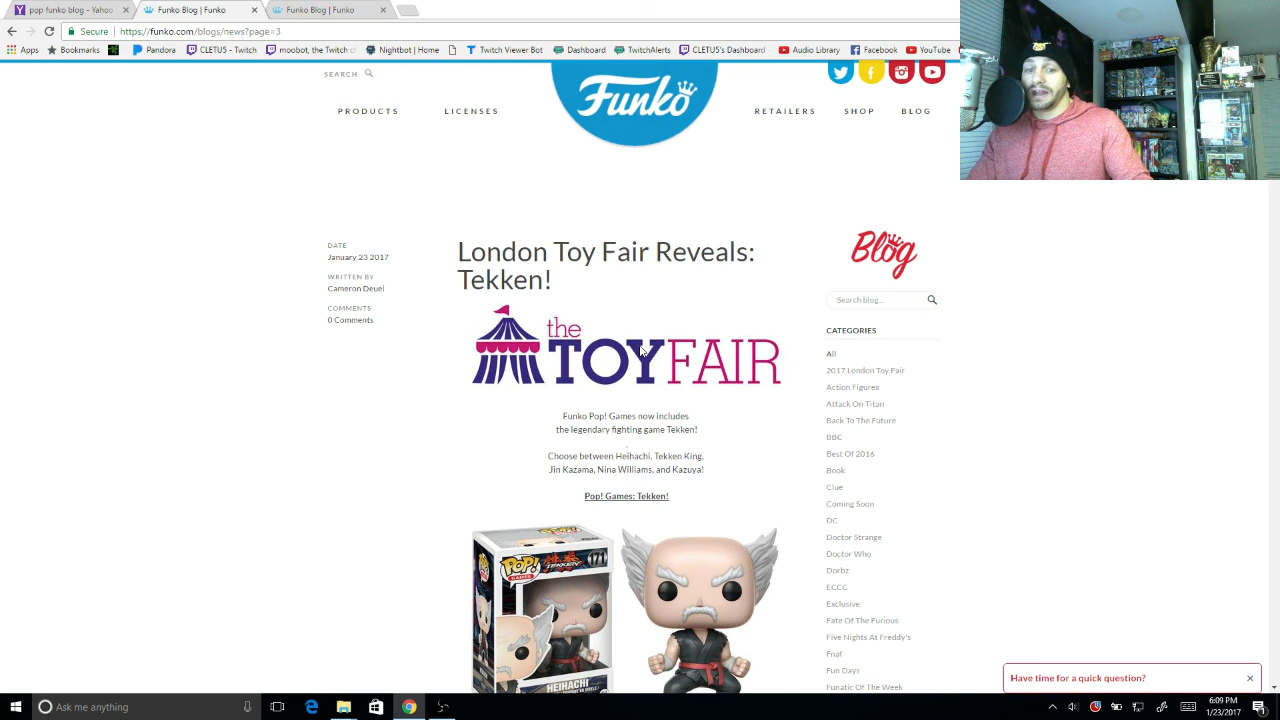 pop funko blog - Yahoo
Funko Blog | Funko
Funko Blog | Funko
Secure
https://funko.com/blogs/news?page=3
Apps
Bookmarks
Pandora
CLETU5 - Twitch
moobot, the Twitch c
Nightbot | Home
Twitch Viewer Bot
Dashboard
TwitchAlerts
CLETU5's Dashboard
Audio Library
Facebook
YouTube
SEARCH
PRODUCTS
LICENSES
Funko
RETAILERS
SHOP
BLOG
DATE
January 23 2017
WRITTEN BY
Cameron Deuel
COMMENTS
0 Comments
London Toy Fair Reveals:
Tekken!
the
TOYFAIR
Funko Pop! Games now includes
the legendary fighting game Tekken!
.
Choose between Heihachi, Tekken King,
Jin Kazama, Nina Williams, and Kazuya!
Pop! Games: Tekken!
POP!
GAMES
TEKKEN
171
HEIHACHI
Blog
Search blog...
CATEGORIES
All
2017 London Toy Fair
Action Figures
Attack On Titan
Back To The Future
BBC
Best Of 2016
Book
Clue
Coming Soon
DC
Doctor Strange
Doctor Who
Dorbz
ECCC
Exclusive
Fate Of The Furious
Five Nights At Freddy's
Fnaf
Fun Days
Funatic Of The Week
Have time for a quick question?
Ask me anything
6:09 PM
1/23/2017